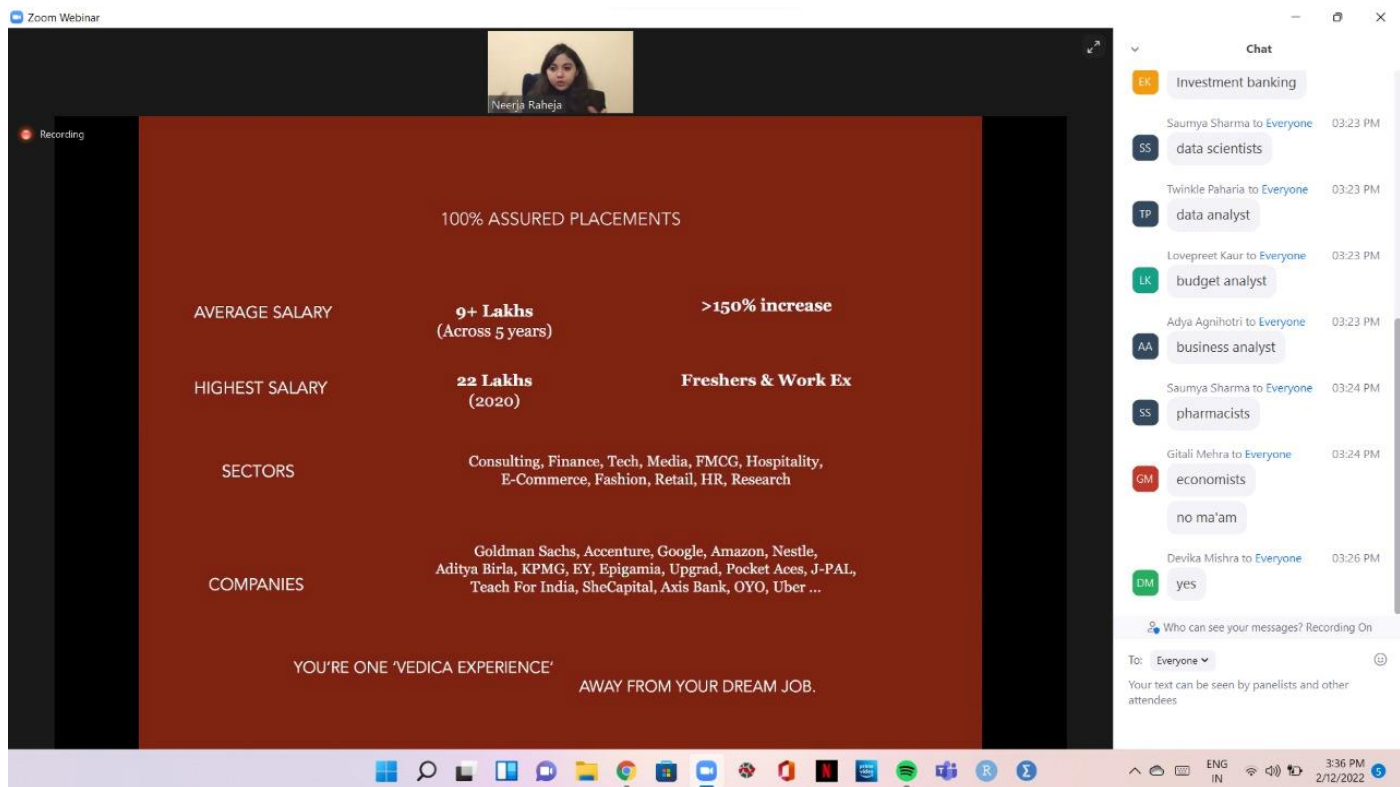 Zoom Webinar
Neerja Raheja
Recording
100% ASSURED PLACEMENTS
AVERAGE SALARY
9+ Lakhs
(Across 5 years)
>150% increase
HIGHEST SALARY
22 Lakhs
(2020)
Freshers & Work Ex
SECTORS
Consulting, Finance, Tech, Media, FMCG, Hospitality,
E-Commerce, Fashion, Retail, HR, Research
COMPANIES
Goldman Sachs, Accenture, Google, Amazon, Nestle,
Aditya Birla, KPMG, EY, Epigamia, Upgrad, Pocket Aces, J-PAL,
Teach For India, SheCapital, Axis Bank, OYO, Uber ...
YOU'RE ONE ‘VEDICA EXPERIENCE‘
AWAY FROM YOUR DREAM JOB.
Chat
EK
Investment banking
Saumya Sharma to Everyone 03:23 PM
SS
data scientists
Twinkle Paharia to Everyone 03:23 PM
TP
data analyst
Lovepreet Kaur to Everyone 03:23 PM
LK
budget analyst
Adya Agnihotri to Everyone 03:23 PM
AA
business analyst
Saumya Sharma to Everyone 03:24 PM
SS
pharmacists
Gitali Mehra to Everyone 03:24 PM
GM
economists
no ma'am
Devika Mishra to Everyone 03:26 PM
DM
yes
Who can see your messages? Recording On
To: Everyone
Your text can be seen by panelists and other
attendees
N
prime video
R
Σ
ENG
IN
3:36 PM
2/12/2022
5